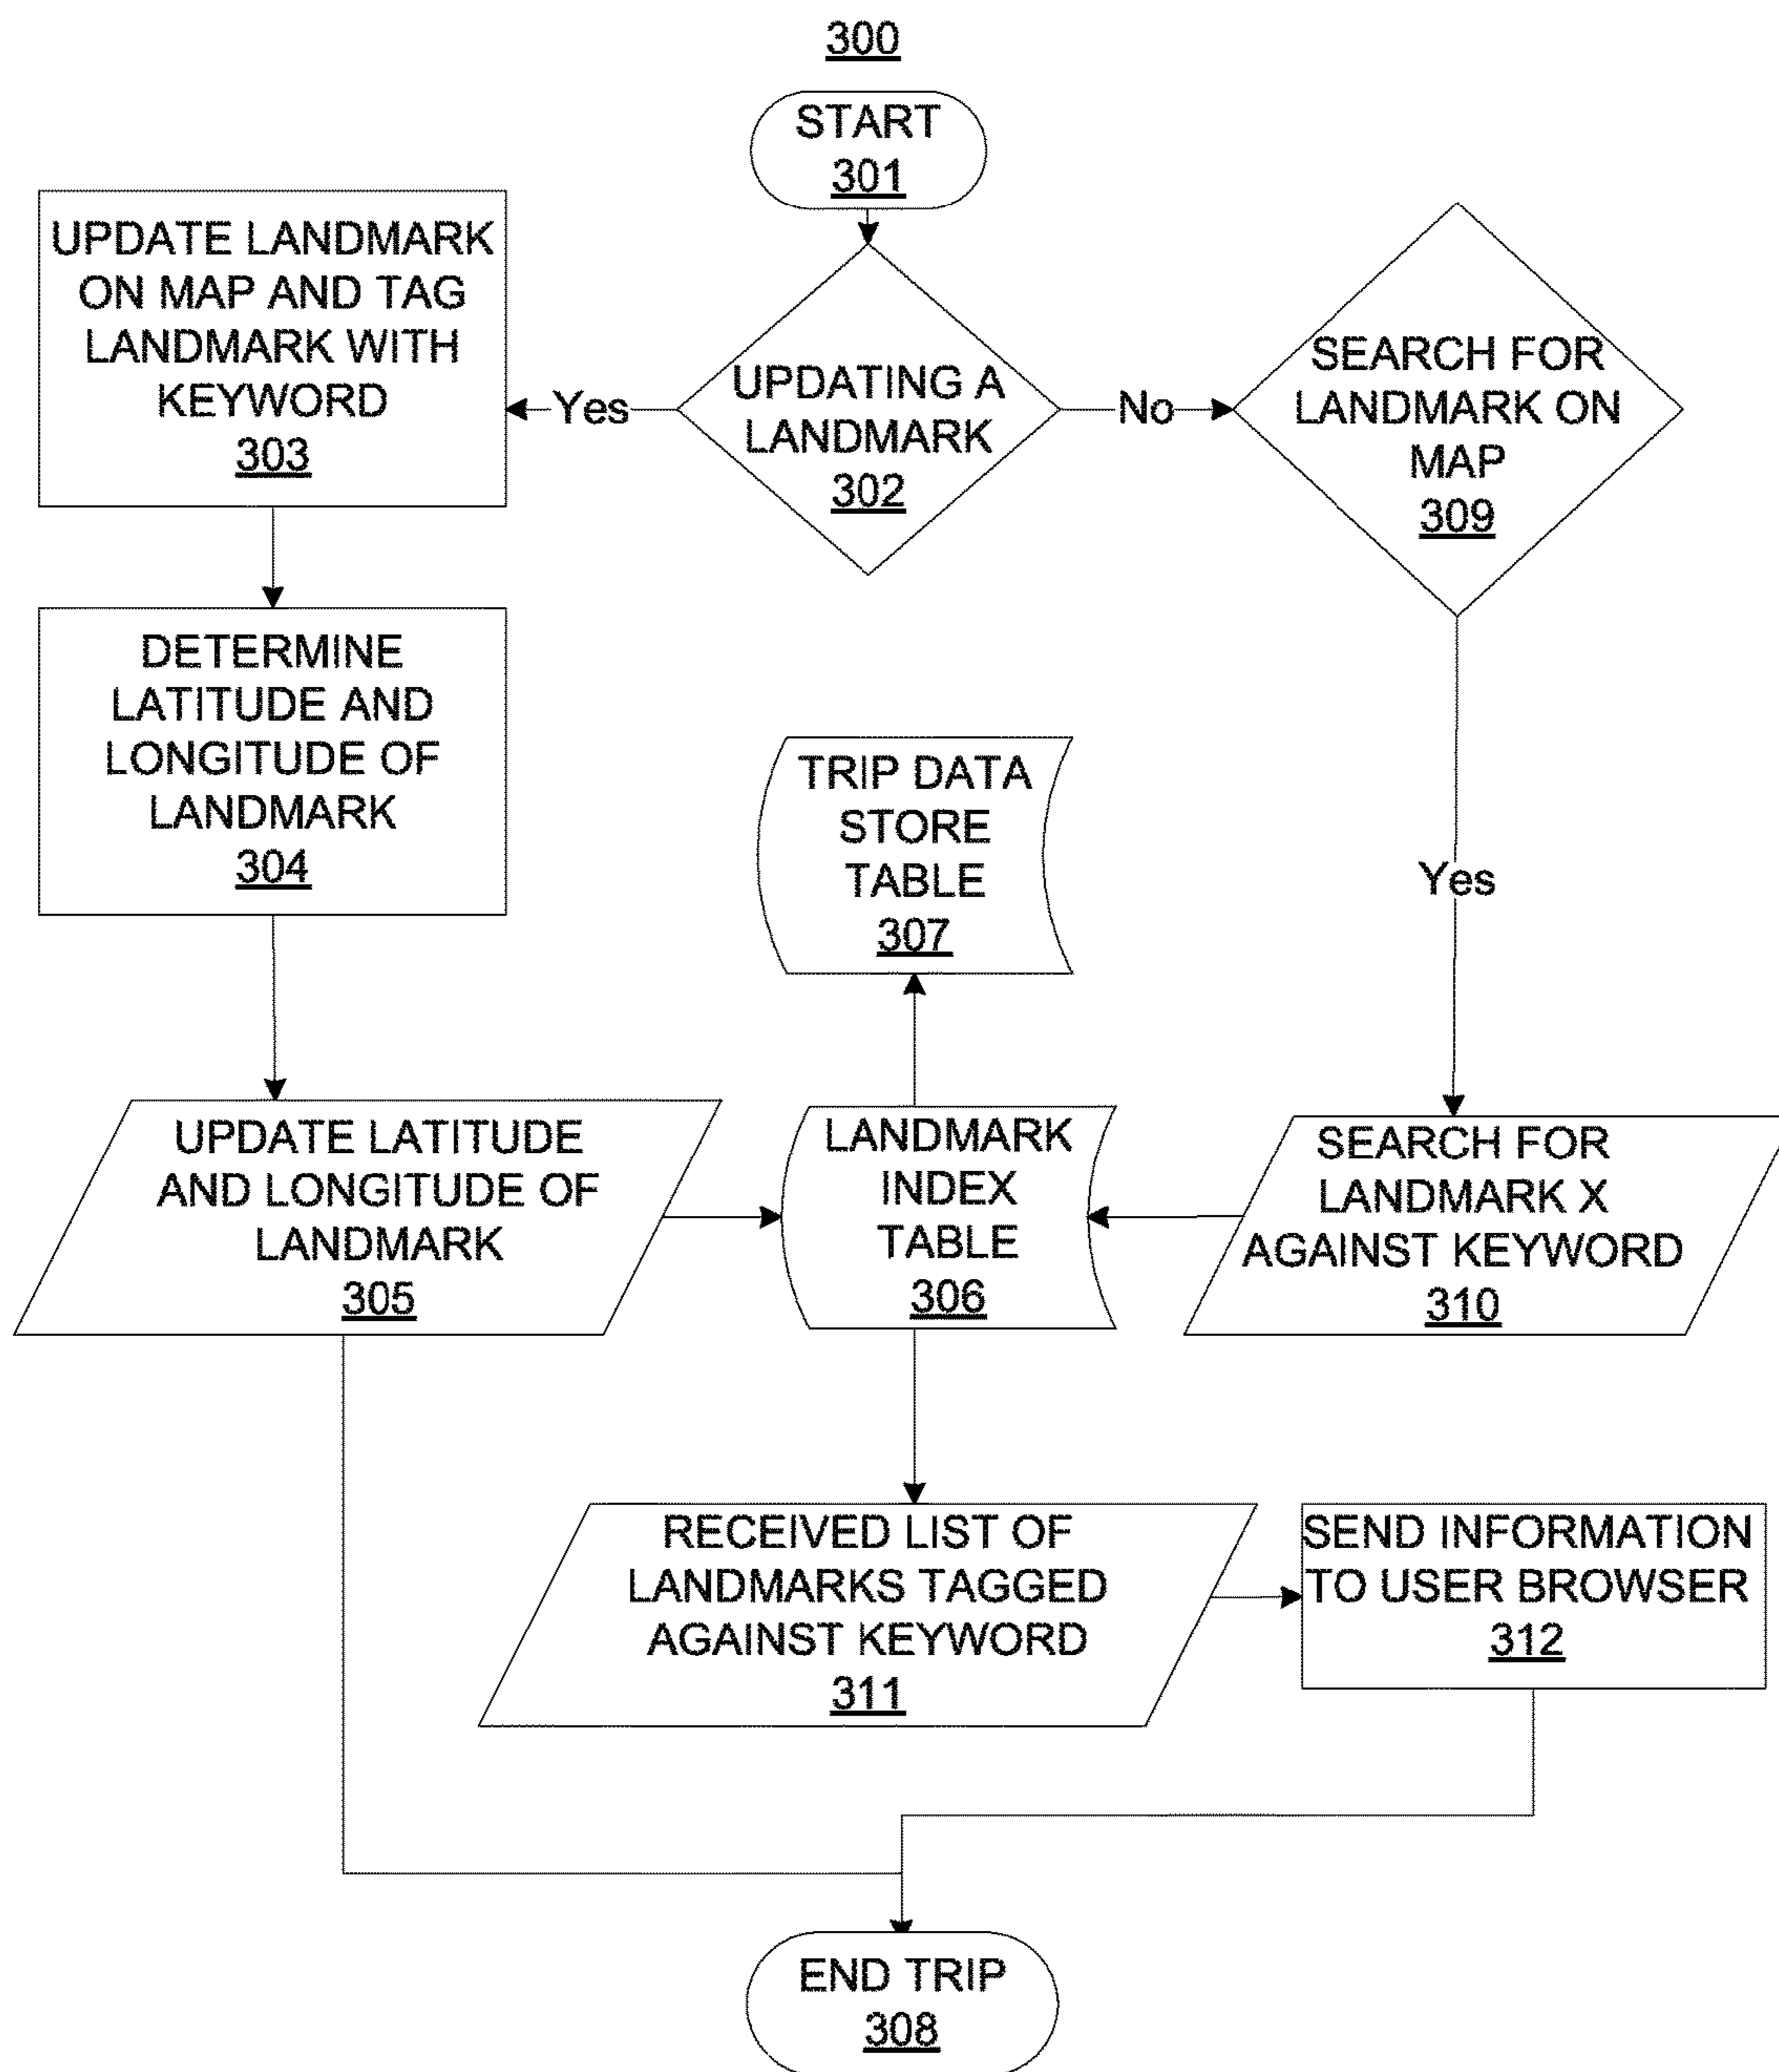 300
START
301
UPDATING A
LANDMARK
302
Yes
No
UPDATE LANDMARK
ON MAP AND TAG
LANDMARK WITH
KEYWORD
303
DETERMINE
LATITUDE AND
LONGITUDE OF
LANDMARK
304
UPDATE LATITUDE
AND LONGITUDE OF
LANDMARK
305
LANDMARK
INDEX
TABLE
306
TRIP DATA
STORE
TABLE
307
SEARCH FOR
LANDMARK ON
MAP
309
Yes
SEARCH FOR
LANDMARK X
AGAINST KEYWORD
310
RECEIVED LIST OF
LANDMARKS TAGGED
AGAINST KEYWORD
311
SEND INFORMATION
TO USER BROWSER
312
END TRIP
308